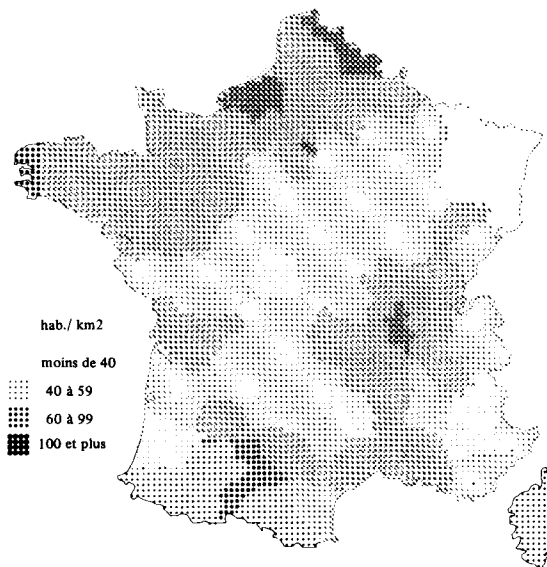 hab./ km2
moins de 40
40 à 59
60 à 99
100 et plus